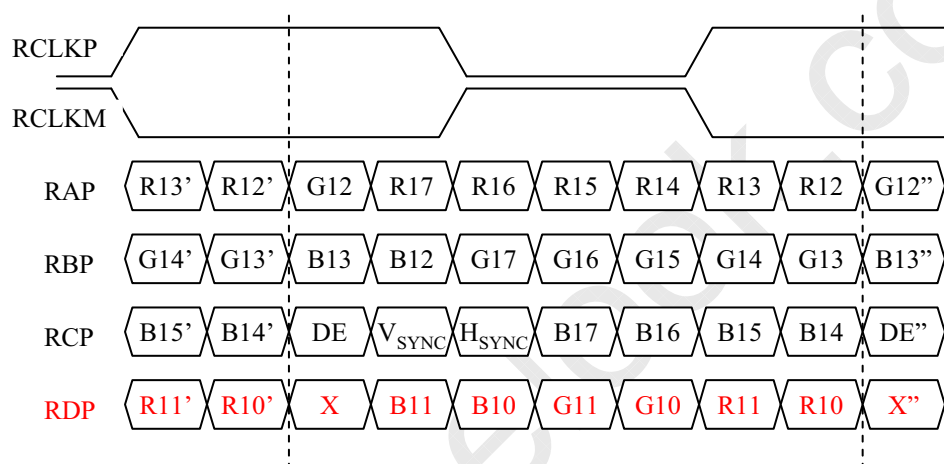 RCLKP
RCLKM
RAP R13’ R12’ G12 R17 R16 R15 R14 R13 R12 G12”
RBP G14’ G13’ B13 B12 G17 G16 G15 G14 G13 B13”
RCP B15’ B14’ DE VSYNC HSYNC B17 B16 B15 B14 DE”
RDP R11’ R10’ X B11 B10 G11 G10 R11 R10 X”